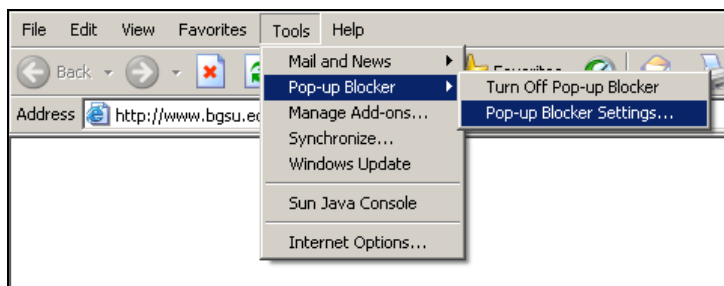 File Edit View Favorites Tools Help
Back
Address http://www.bgsu.e
Mail and News
Pop-up Blocker
Manage Add-ons...
Synchronize...
Windows Update
Sun Java Console
Internet Options...
Turn Off Pop-up Blocker
Pop-up Blocker Settings...